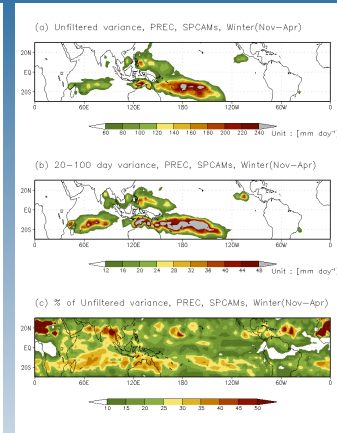 (a) Unfiltered variance, PREC, SPCAMs, Winter(Nov-Apr)
20N
EQ
20S
0 60E 120E 180 120W 60W 0
60 80 100 120 140 160 180 200 220 240
Unit : [mm day⁻¹]
(b) 20-100 day variance, PREC, SPCAMs, Winter(Nov-Apr)
20N
EQ
20S
0 60E 120E 180 120W 60W 0
12 16 20 24 28 32 36 40 44 48
Unit : [mm day⁻¹]
(c) % of Unfiltered variance, PREC, SPCAMs, Winter(Nov-Apr)
20N
EQ
20S
0 60E 120E 180 120W 60W 0
10 15 20 25 30 35 40 45 50